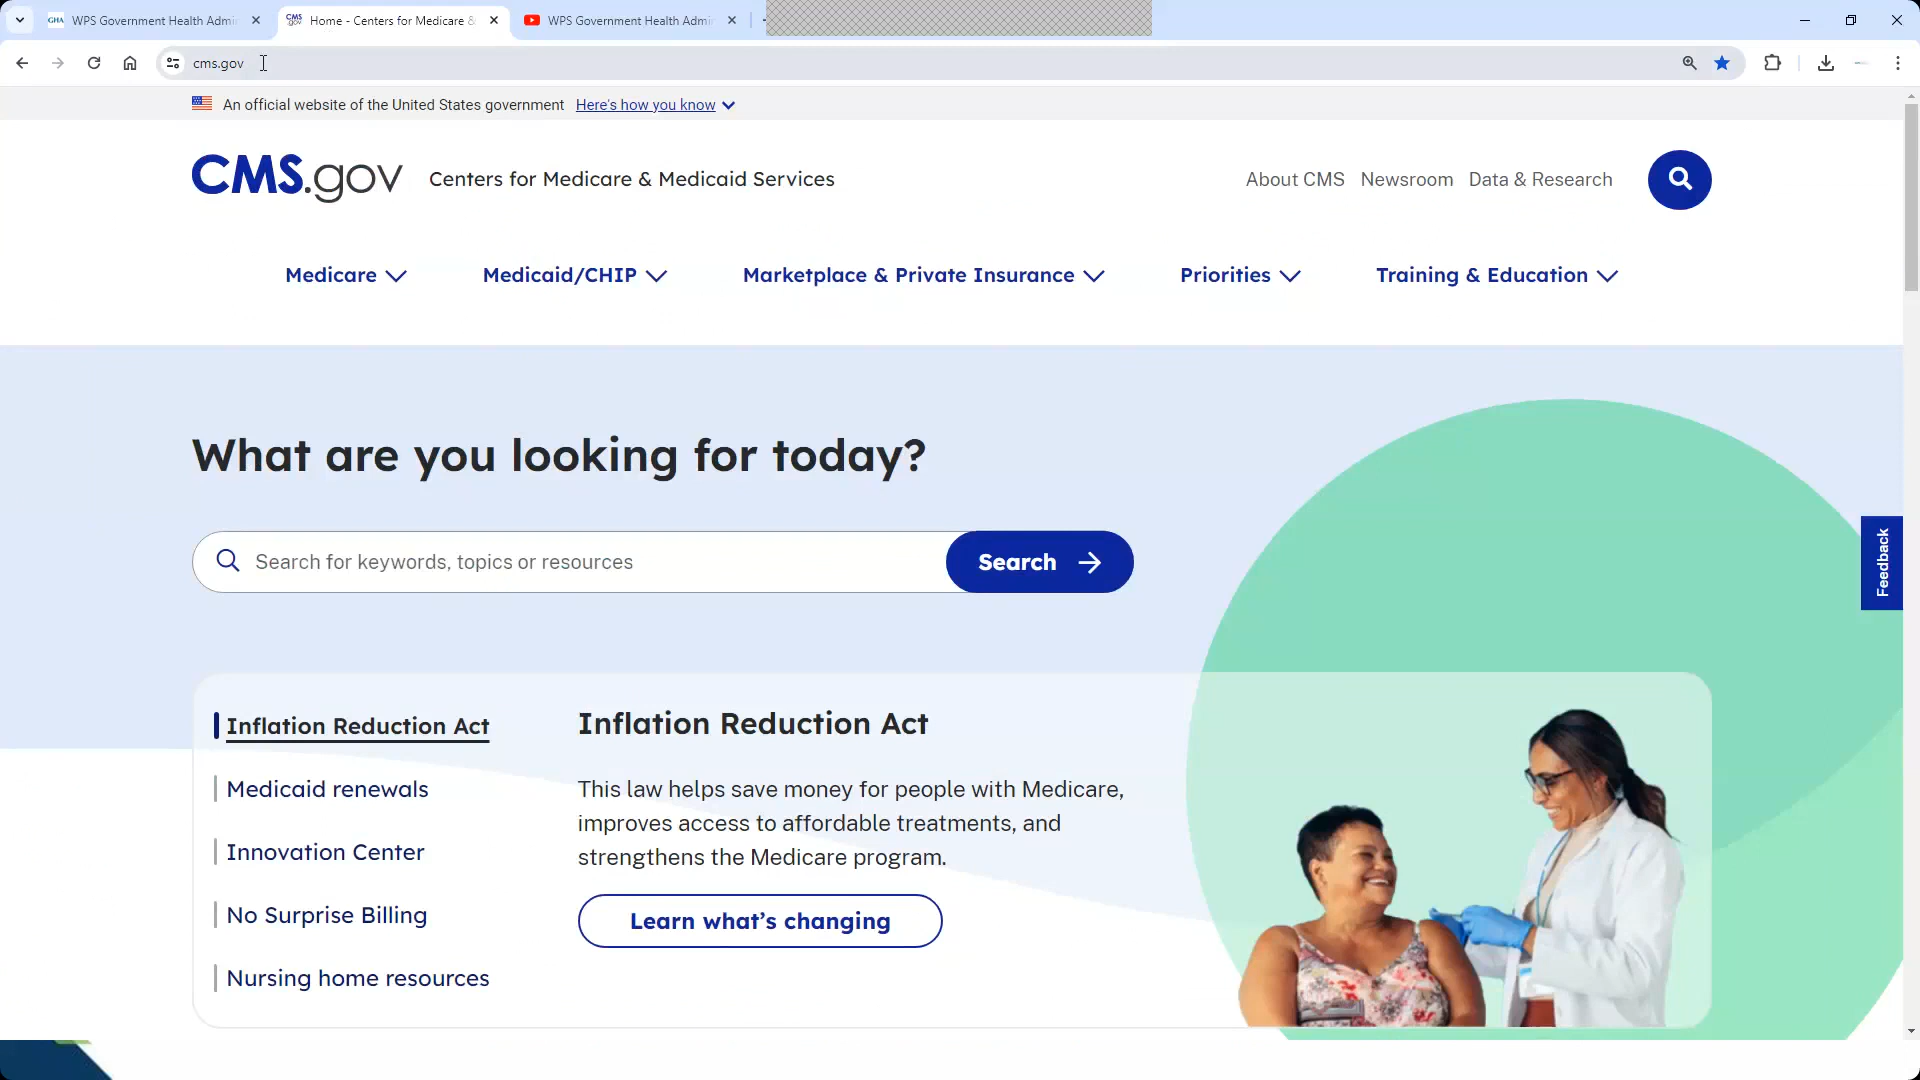 GHA WPS Government Health Admi
CMS.gov Home - Centers for Medicare &
WPS Government Health Admi
cms.gov
An official website of the United States government Here's how you know
CMS.gov Centers for Medicare & Medicaid Services
About CMS Newsroom Data & Research
Medicare Medicaid/CHIP Marketplace & Private Insurance Priorities Training & Education
What are you looking for today?
Search for keywords, topics or resources Search
Feedback
Inflation Reduction Act
Medicaid renewals
Innovation Center
No Surprise Billing
Nursing home resources
Inflation Reduction Act
This law helps save money for people with Medicare,
improves access to affordable treatments, and
strengthens the Medicare program.
Learn what’s changing